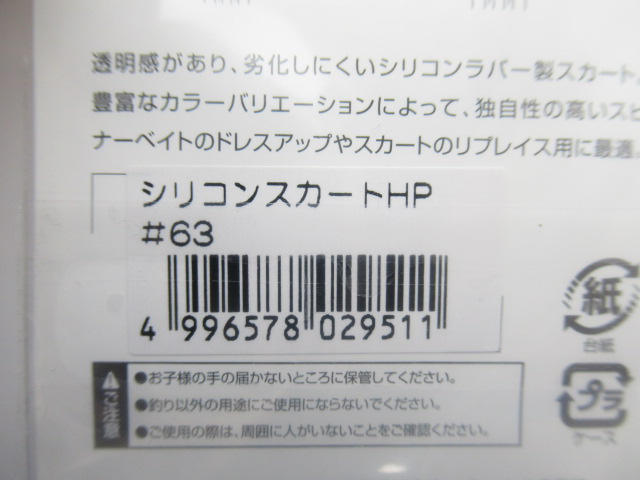 透明感があり、劣化しにくいシリコンラバー製スカート。
豊富なカラーバリエーションによって、独自性の高いスピ
ナーベイトのドレスアップやスカートのリプレイス用に最適。
シリコンスカートHP
#63
4 996578 029511
ご注意
●お子様の手の届かないところに保管してください。
●釣り以外の用途にご使用にならないでください。
●ご使用の際は、周囲に人がいないことをご確認ください。
紙
台紙
プラ
ケース